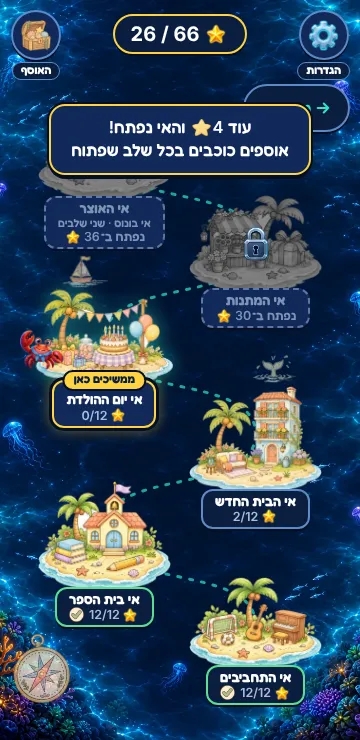 26 / 66
האוסף
הגדרות
עוד 4 והאי נפתח!
אוספים כוכבים בכל שלב שפתוח
אי האוצר
אי בונוס · שני שלבים
נפתח ב־36
אי המתנות
נפתח ב־30
ממשיכים כאן
אי יום ההולדת
0/12
אי הבית החדש
2/12
אי בית הספר
12/12
אי התחביבים
12/12